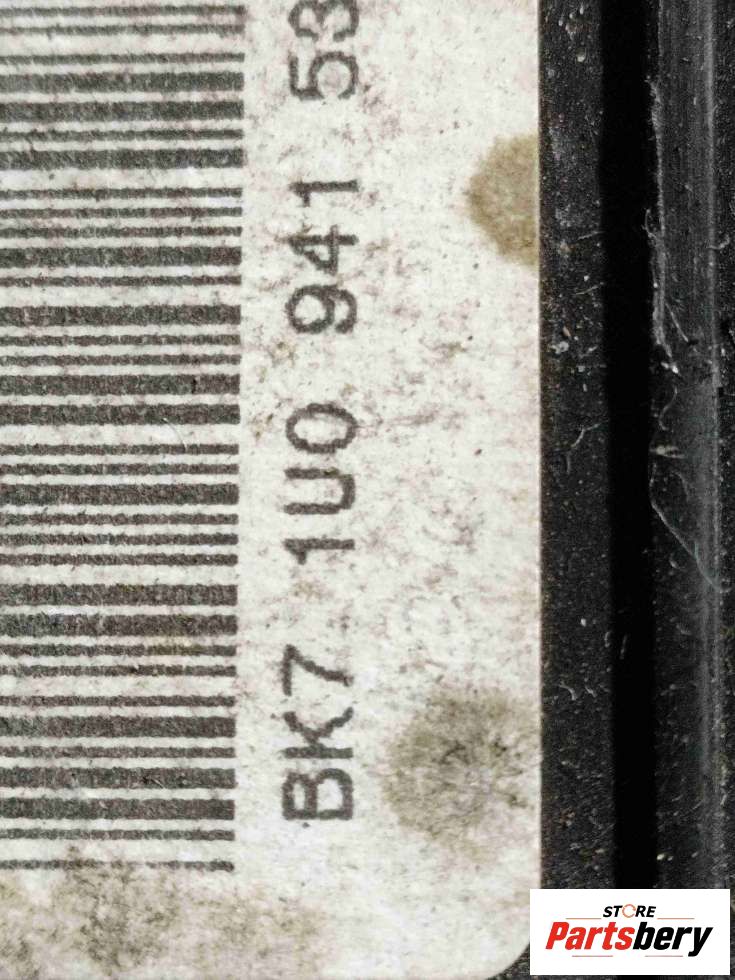 BK7 1U0 941 53
STORE
Partsbery